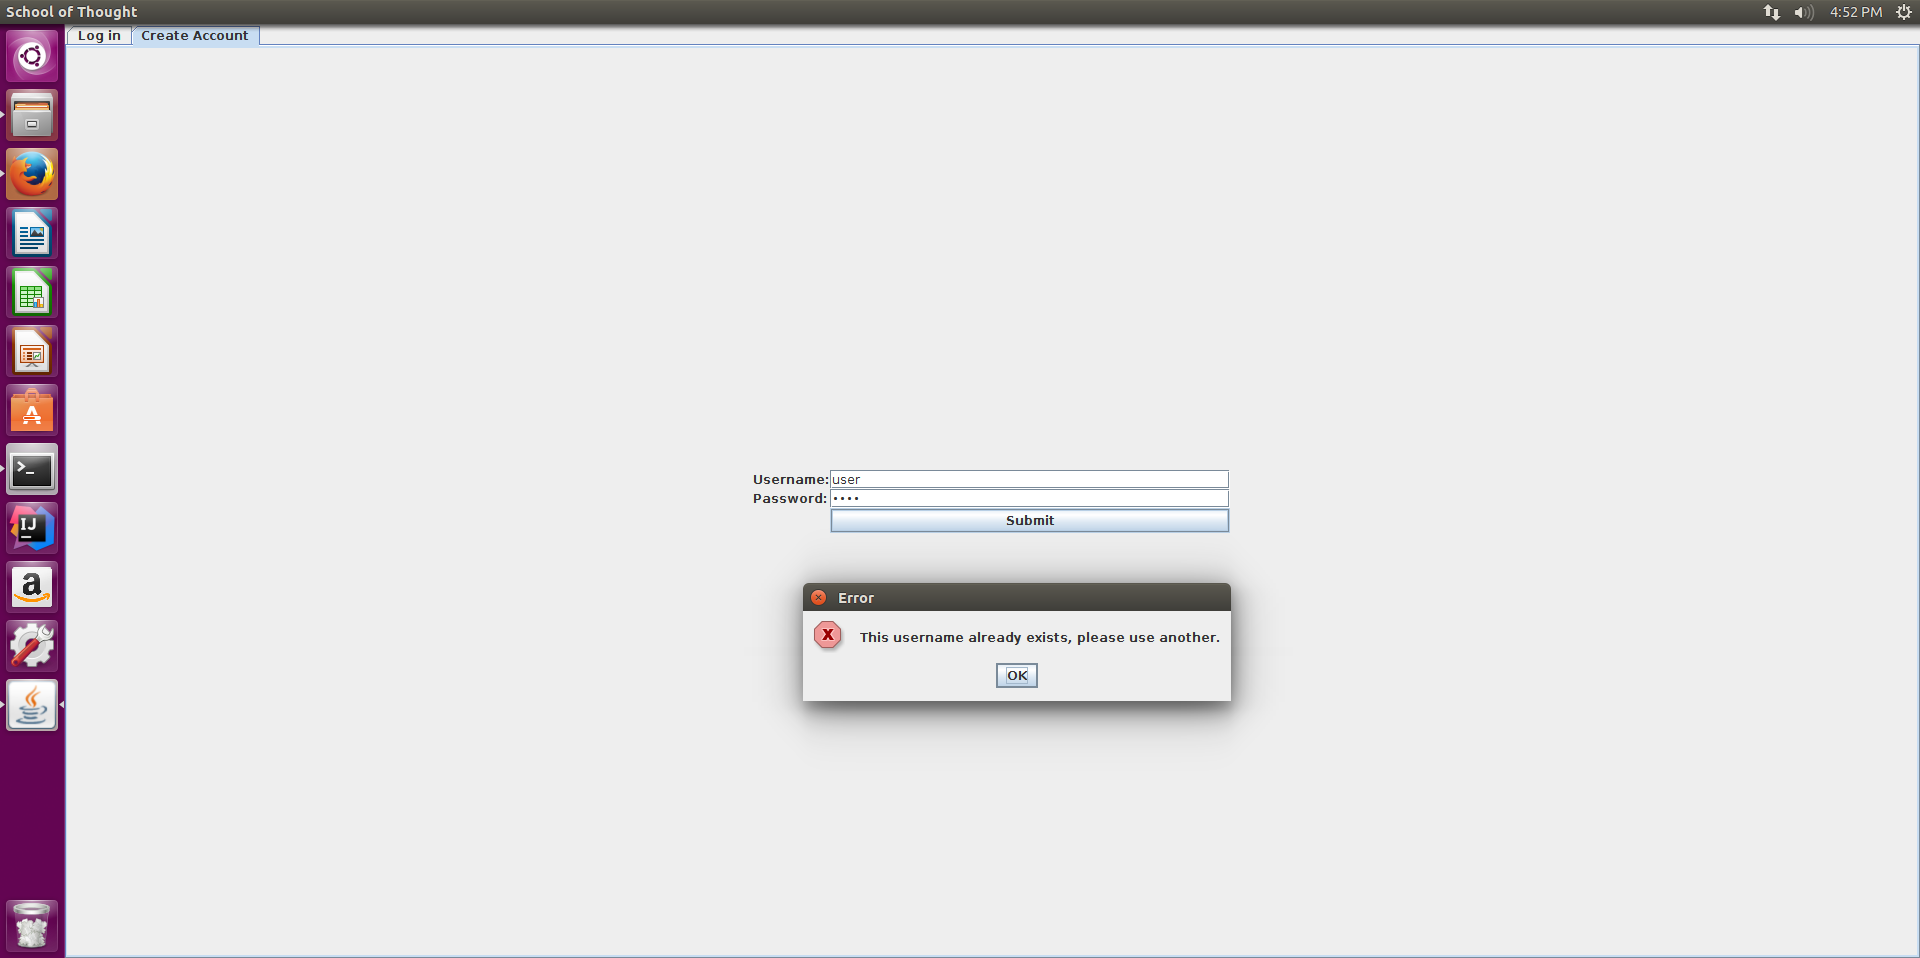 School of Thought
4:52 PM
Log in
Create Account
Username: user
Password: ••••
Submit
Error
X
This username already exists, please use another.
OK
A
>_
IJ
a